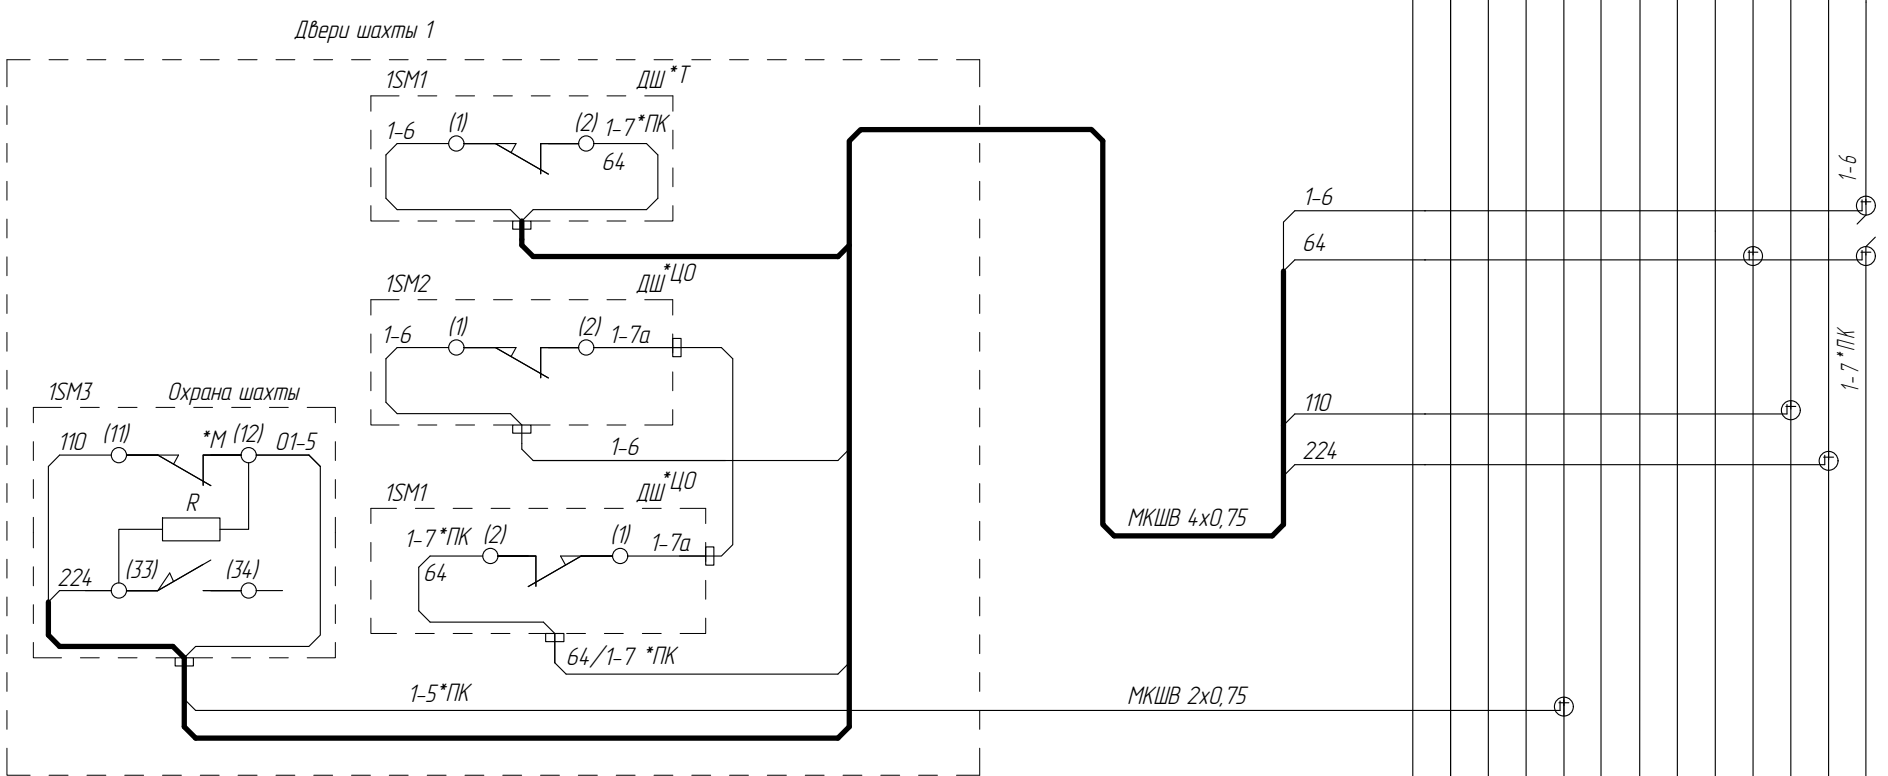 Двери шахты 1
1SM1 ДШ*Т
1-6 (1) (2) 1-7*ПК
64
1SM2 ДШ*ЦО
1-6 (1) (2) 1-7а
1-6
1SM1 ДШ*ЦО
1-7*ПК (2) (1) 1-7а
64
64/1-7 *ПК
1SM3 Охрана шахты
110 (11) *М (12) 01-5
R
224 (33) (34)
1-5*ПК
МКШВ 4x0,75
МКШВ 2x0,75
1-6
64
110
224
1-6
1-7*ПК